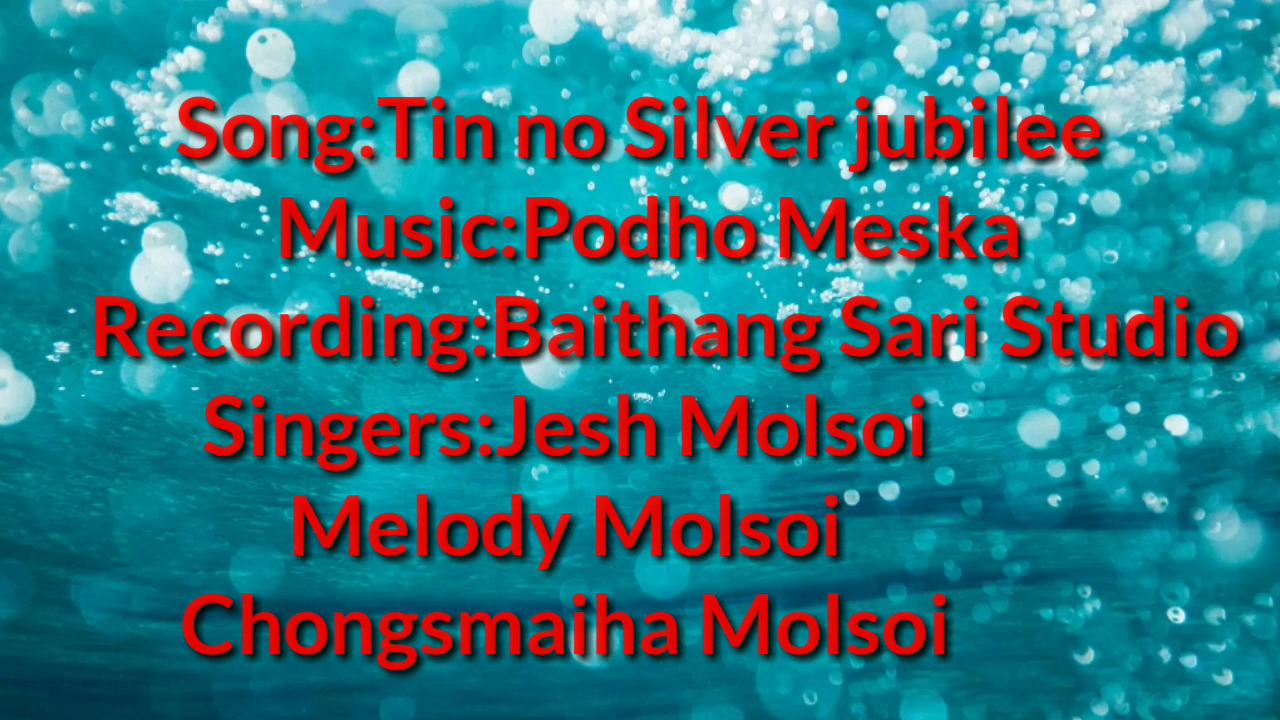 Song:Tin no Silver jubilee
Music:Podho Meska
Recording:Baithang Sari Studio
Singers:Jesh Molsoi
Melody Molsoi
Chongsmaiha Molsoi